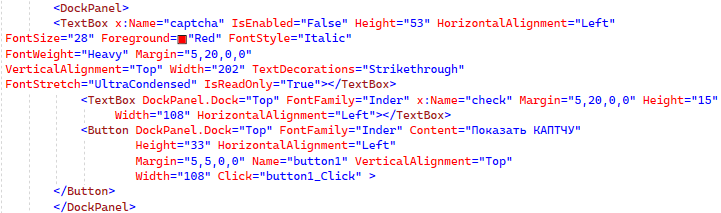 <DockPanel>
<TextBox x:Name="captcha" IsEnabled="False" Height="53" HorizontalAlignment="Left"
FontSize="28" Foreground="Red" FontStyle="Italic"
FontWeight="Heavy" Margin="5,20,0,0"
VerticalAlignment="Top" Width="202" TextDecorations="Strikethrough"
FontStretch="UltraCondensed" IsReadOnly="True"></TextBox>
<TextBox DockPanel.Dock="Top" FontFamily="Inder" x:Name="check" Margin="5,20,0,0" Height="15"
Width="108" HorizontalAlignment="Left"></TextBox>
<Button DockPanel.Dock="Top" FontFamily="Inder" Content="Показать КАПТЧУ"
Height="33" HorizontalAlignment="Left"
Margin="5,5,0,0" Name="button1" VerticalAlignment="Top"
Width="108" Click="button1_Click" >
</Button>
</DockPanel>